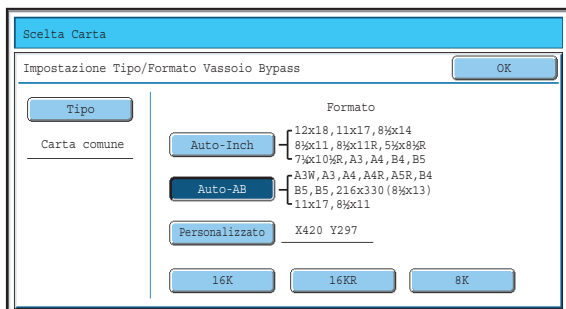 Scelta Carta
Impostazione Tipo/Formato Vassoio Bypass
OK
Tipo
Carta comune
Formato
Auto-Inch
12x18,11x17,8½x14
8½x11,8½x11R,5½x8½R
7¼x10½R,A3,A4,B4,B5
Auto-AB
A3W,A3,A4,A4R,A5R,B4
B5,B5,216x330(8½x13)
11x17,8½x11
Personalizzato
X420 Y297
16K
16KR
8K